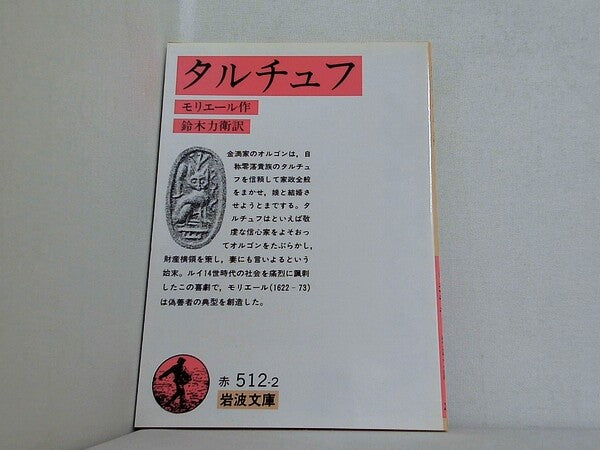 タルチュフ
モリエール作
鈴木力衛訳
金満家のオルゴンは，自
称零落貴族のタルチュ
フを信頼して家政全般
をまかせ，娘と結婚さ
せようとまでする。タ
ルチュフはといえば敬
虔な信心家をよそおっ
てオルゴンをたぶらかし，
財産横領を策し，妻にも言いよるという
始末。ルイ14世時代の社会を痛烈に諷刺
したこの喜劇で，モリエール(1622－73)
は偽善者の典型を創造した。
赤 512-2
岩波文庫